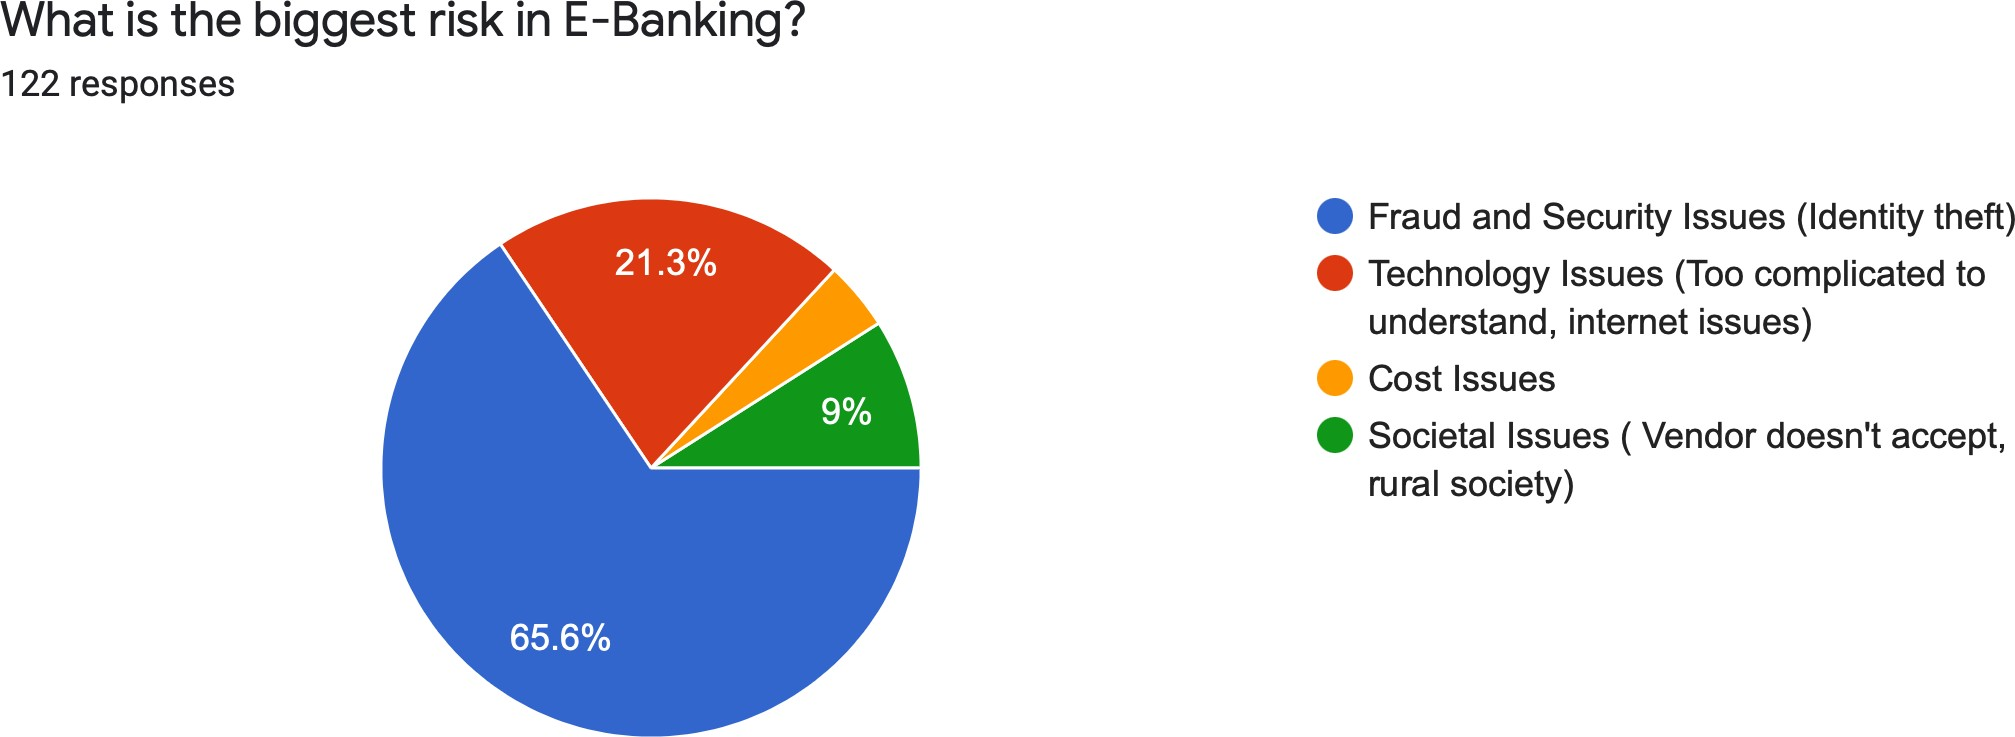 What is the biggest risk in E-Banking?
122 responses
21.3%
9%
65.6%
Fraud and Security Issues (Identity theft)
Technology Issues (Too complicated to
understand, internet issues)
Cost Issues
Societal Issues ( Vendor doesn't accept,
rural society)